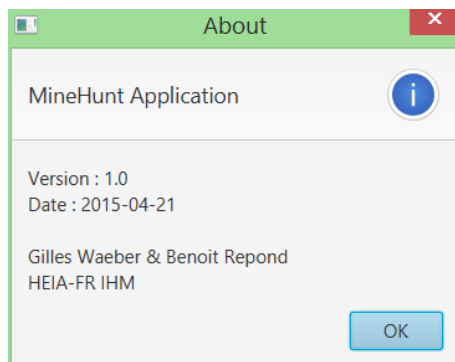 About
MineHunt Application
Version : 1.0
Date : 2015-04-21
Gilles Waeber & Benoit Repond
HEIA-FR IHM
OK